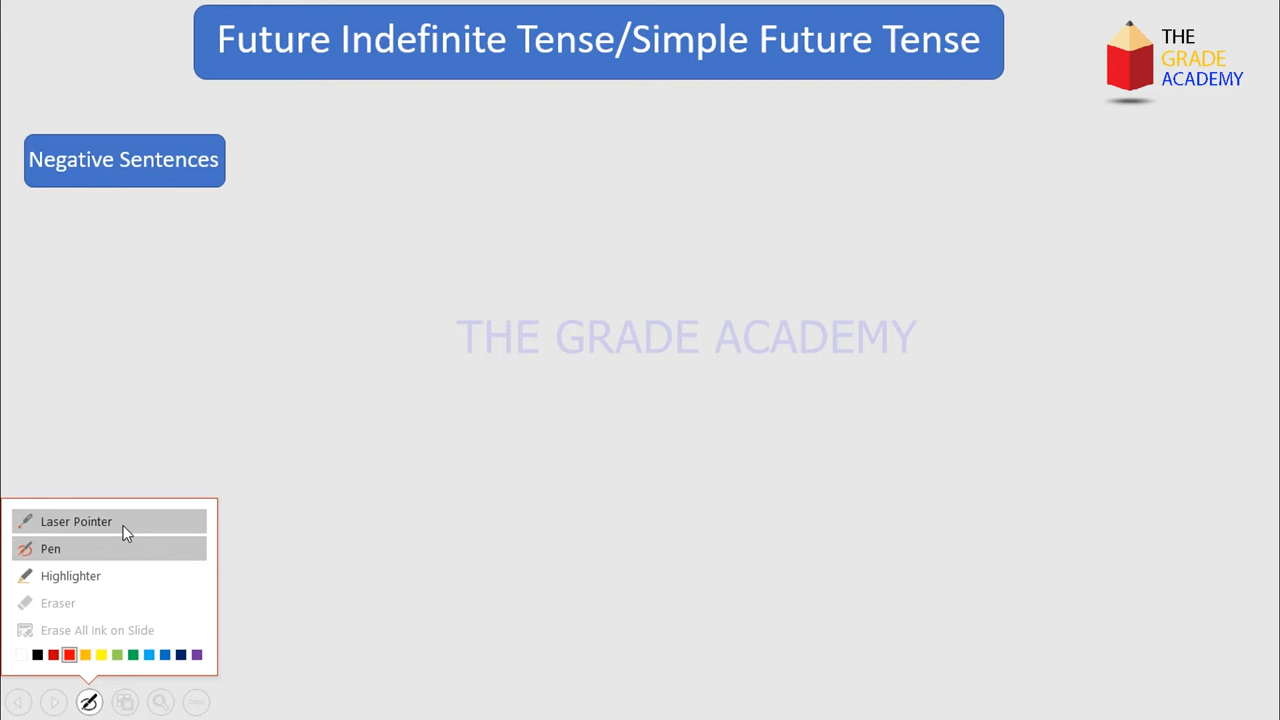 Future Indefinite Tense/Simple Future Tense
THE
GRADE
ACADEMY
Negative Sentences
THE GRADE ACADEMY
Laser Pointer
Pen
Highlighter
Eraser
Erase All Ink on Slide